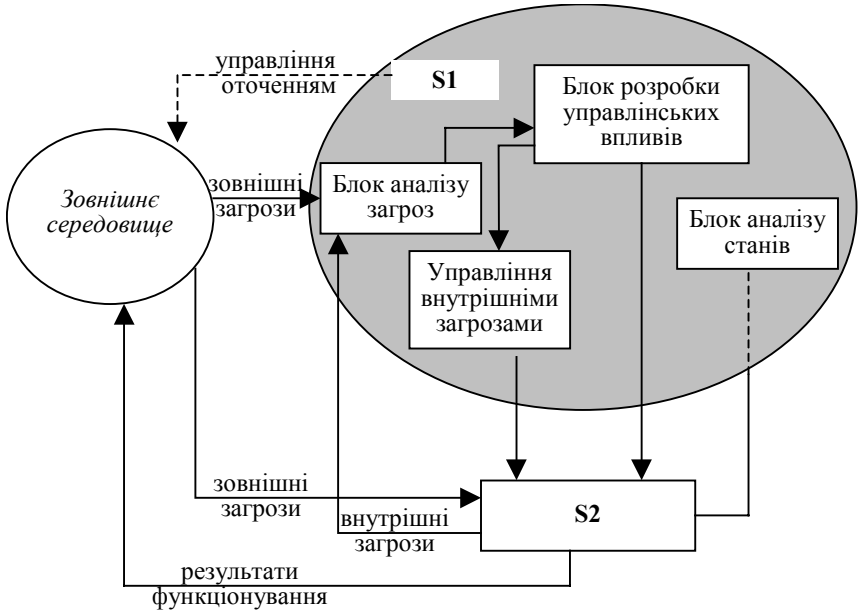 управління
оточенням
S1
Блок розробки
управлінських
впливів
Зовнішнє
середовище
зовнішні
загрози
Блок аналізу
загроз
Блок аналізу
станів
Управління
внутрішніми
загрозами
зовнішні
загрози
внутрішні
загрози
S2
результати
функціонування